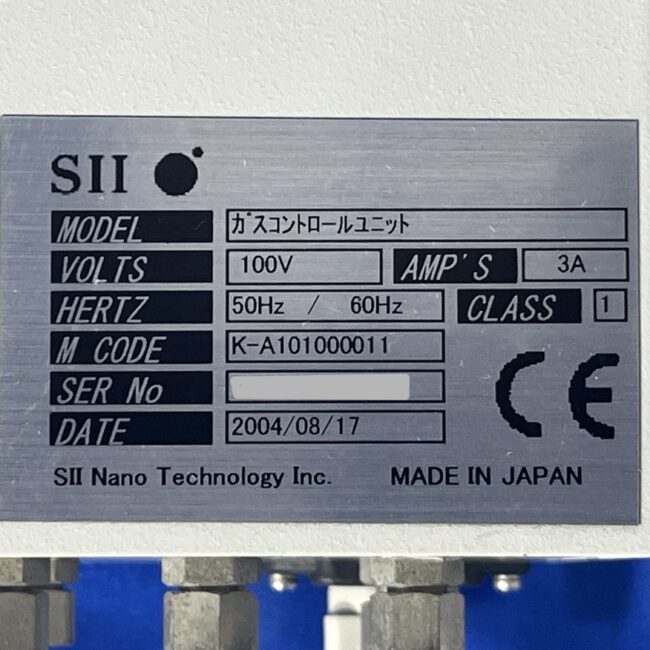 SII
MODEL ガスコントロールユニット
VOLTS 100V AMP'S 3A
HERTZ 50Hz / 60Hz CLASS 1
M CODE K-A101000011
SER No
DATE 2004/08/17
CE
SII Nano Technology Inc. MADE IN JAPAN